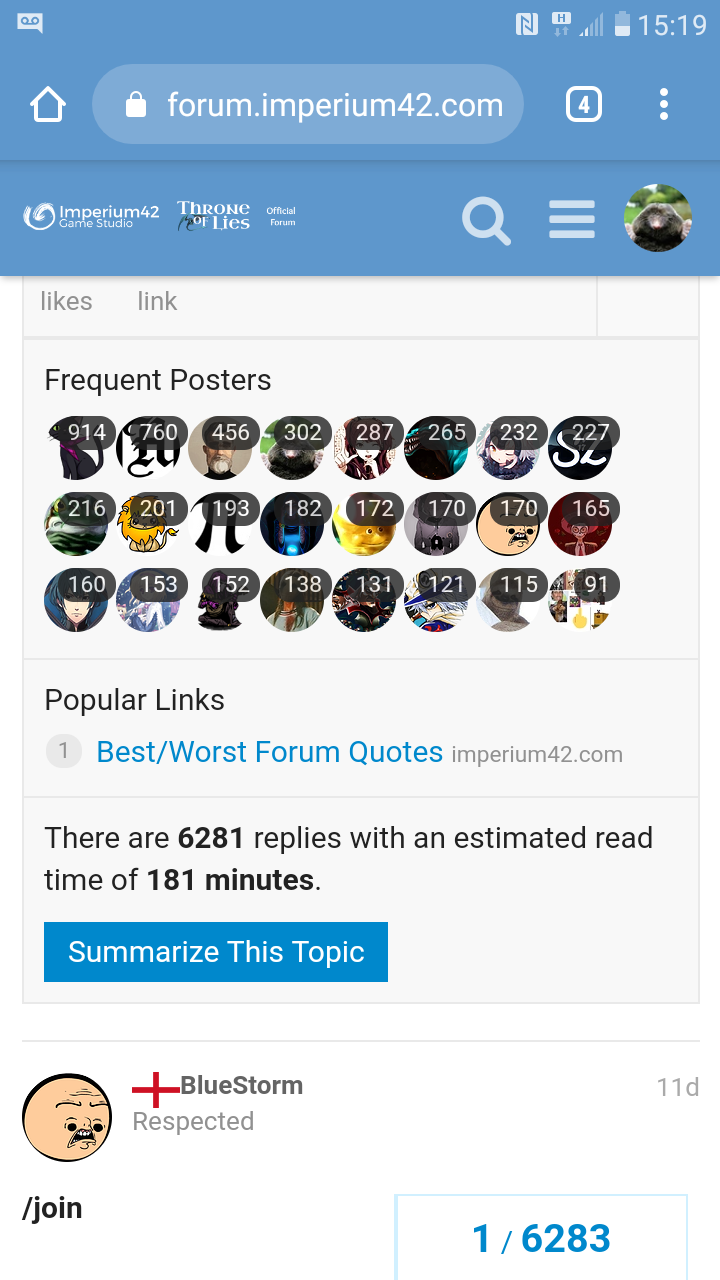 H 15:19
forum.imperium42.com 4
Imperium42
Game Studio
THRONE
OF LIES
Official
Forum
likes link
Frequent Posters
914 760 456 302 287 265 232 227
216 201 193 182 172 170 170 165
160 153 152 138 131 121 115 91
Popular Links
1 Best/Worst Forum Quotes imperium42.com
There are 6281 replies with an estimated read
time of 181 minutes.
Summarize This Topic
BlueStorm 11d
Respected
/join
1 / 6283